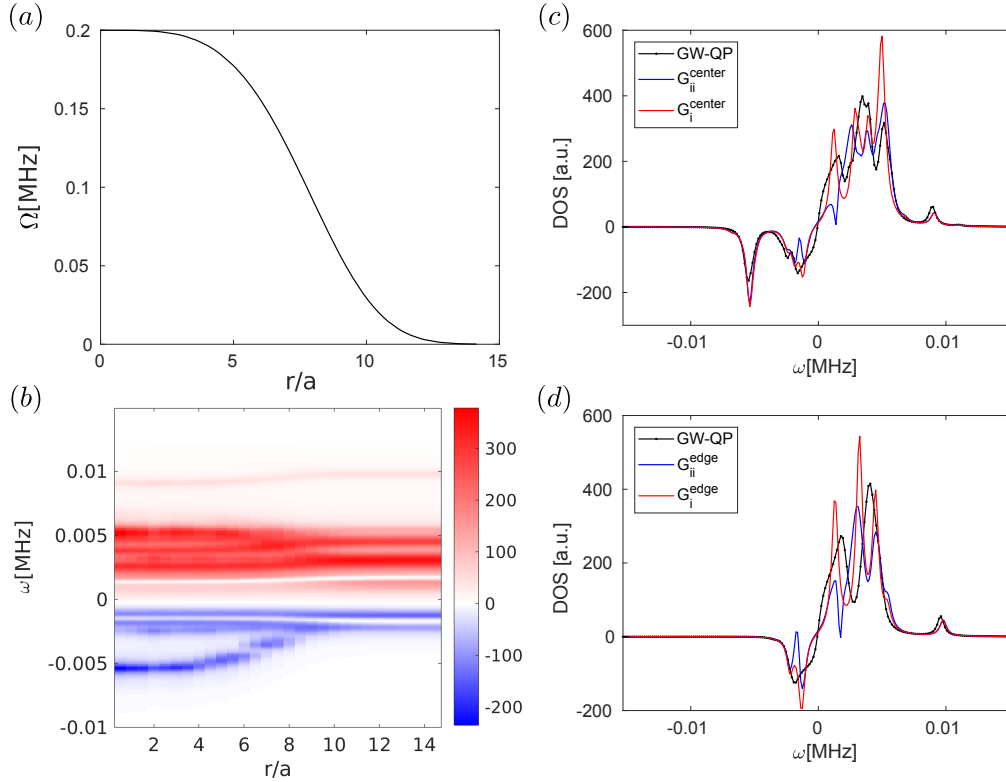 (a)
0.2
0.15
0.1
0.05
0
Ω[MHz]
0 5 10 15
r/a
(b)
0.01
0.005
0
-0.005
-0.01
ω[MHz]
2 4 6 8 10 12 14
r/a
300
200
100
0
-100
-200
(c)
600
400
200
0
-200
DOS [a.u.]
GW-QP
G_ii^center
G_i^center
-0.01 0 0.01
ω[MHz]
(d)
600
400
200
0
-200
DOS [a.u.]
GW-QP
G_ii^edge
G_i^edge
-0.01 0 0.01
ω[MHz]